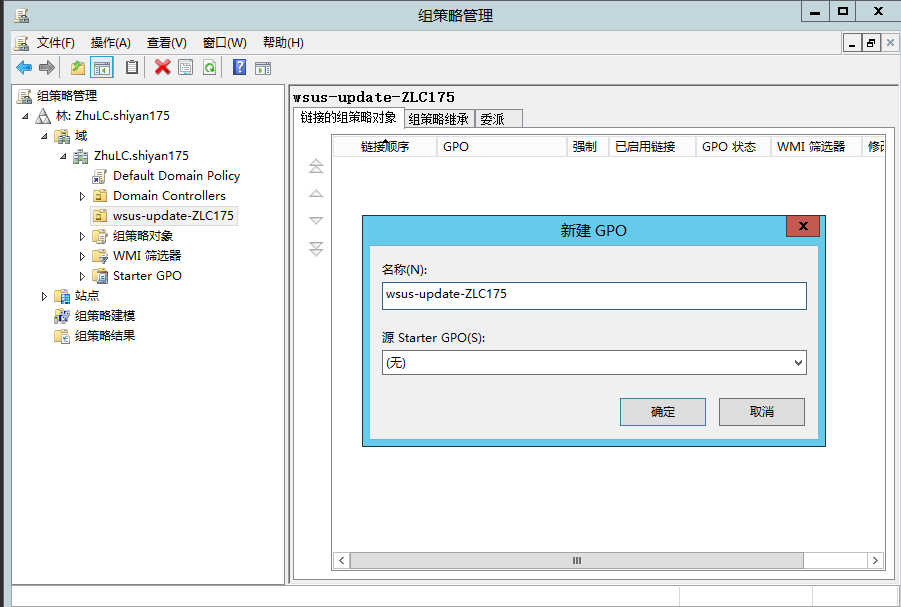 组策略管理
文件(F) 操作(A) 查看(V) 窗口(W) 帮助(H)
组策略管理
林: ZhuLC.shiyan175
域
ZhuLC.shiyan175
Default Domain Policy
Domain Controllers
wsus-update-ZLC175
组策略对象
WMI 筛选器
Starter GPO
站点
组策略建模
组策略结果
wsus-update-ZLC175
链接的组策略对象 组策略继承 委派
链接顺序 GPO 强制 已启用链接 GPO 状态 WMI 筛选器 修改
新建 GPO
名称(N):
wsus-update-ZLC175
源 Starter GPO(S):
(无)
确定 取消